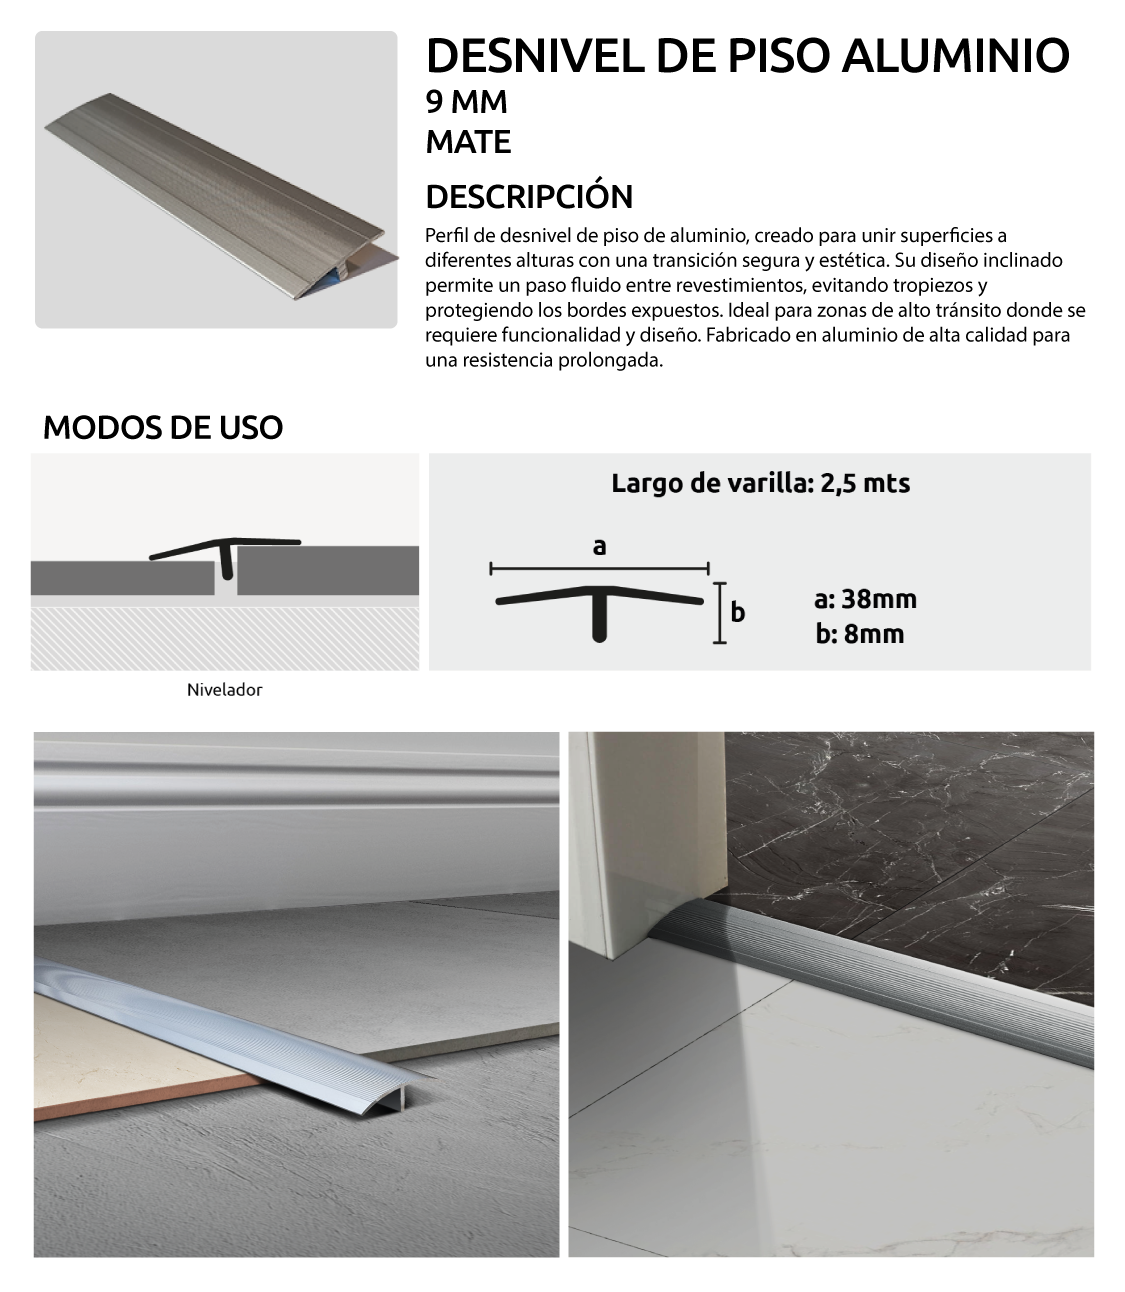 DESNIVEL DE PISO ALUMINIO
9 MM
MATE
DESCRIPCIÓN
Perfil de desnivel de piso de aluminio, creado para unir superficies a
diferentes alturas con una transición segura y estética. Su diseño inclinado
permite un paso fluido entre revestimientos, evitando tropiezos y
protegiendo los bordes expuestos. Ideal para zonas de alto tránsito donde se
requiere funcionalidad y diseño. Fabricado en aluminio de alta calidad para
una resistencia prolongada.
MODOS DE USO
Nivelador
Largo de varilla: 2,5 mts
a
b
a: 38mm
b: 8mm